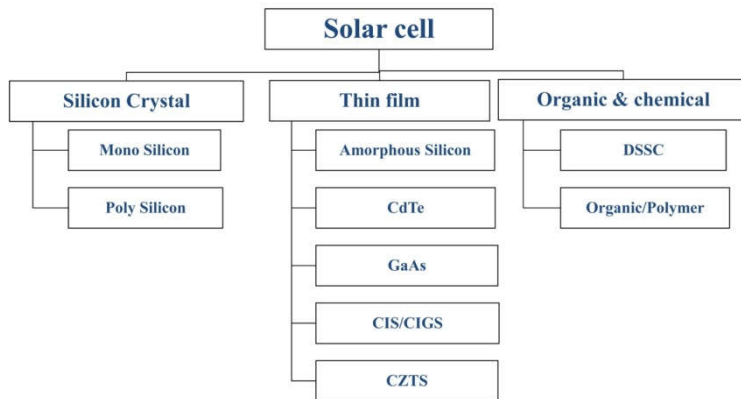 Solar cell
Silicon Crystal
Mono Silicon
Poly Silicon
Thin film
Amorphous Silicon
CdTe
GaAs
CIS/CIGS
CZTS
Organic & chemical
DSSC
Organic/Polymer